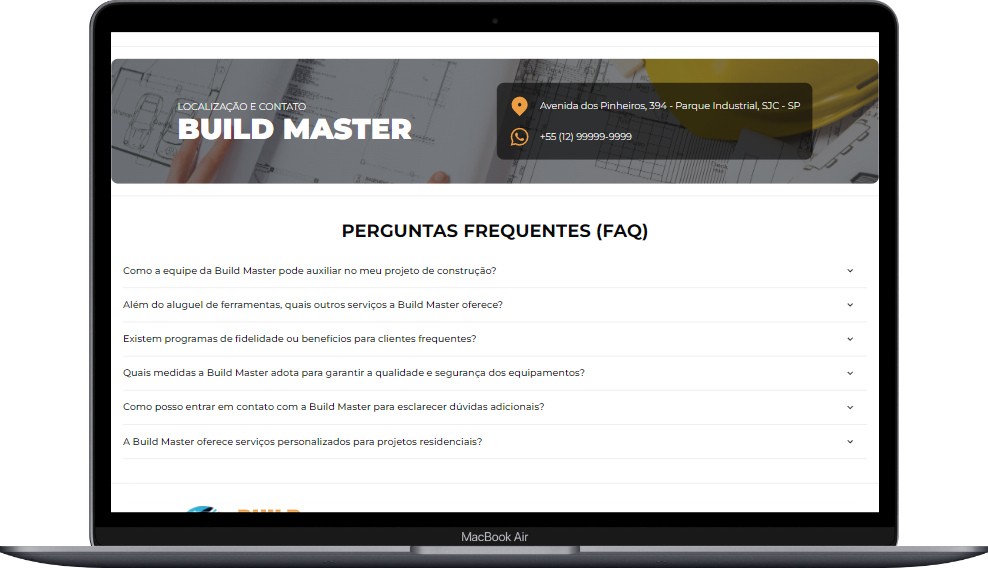 LOCALIZAÇÃO E CONTATO
BUILD MASTER
Avenida dos Pinheiros, 394 - Parque Industrial, SJC - SP
+55 (12) 99999-9999
PERGUNTAS FREQUENTES (FAQ)
Como a equipe da Build Master pode auxiliar no meu projeto de construção?
Além do aluguel de ferramentas, quais outros serviços a Build Master oferece?
Existem programas de fidelidade ou benefícios para clientes frequentes?
Quais medidas a Build Master adota para garantir a qualidade e segurança dos equipamentos?
Como posso entrar em contato com a Build Master para esclarecer dúvidas adicionais?
A Build Master oferece serviços personalizados para projetos residenciais?
BUILD
MacBook Air